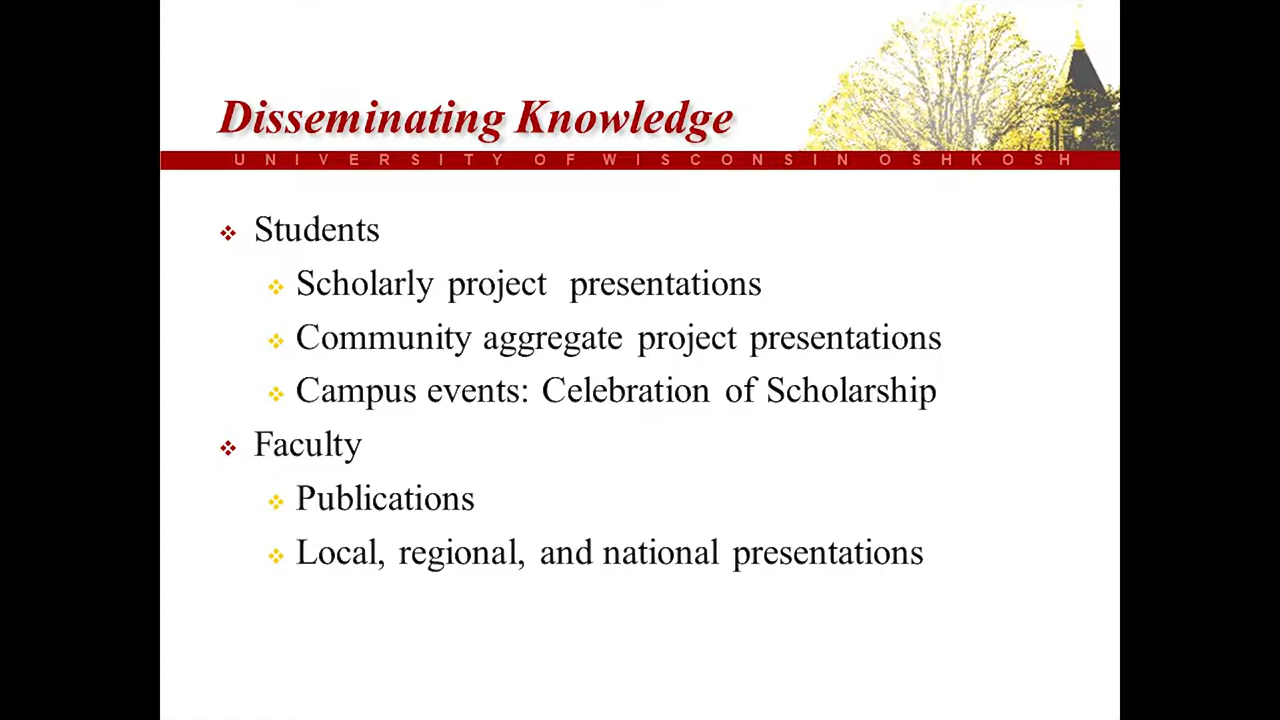 Disseminating Knowledge
UNIVERSITY OF WISCONSIN OSHKOSH
Students
Scholarly project presentations
Community aggregate project presentations
Campus events: Celebration of Scholarship
Faculty
Publications
Local, regional, and national presentations